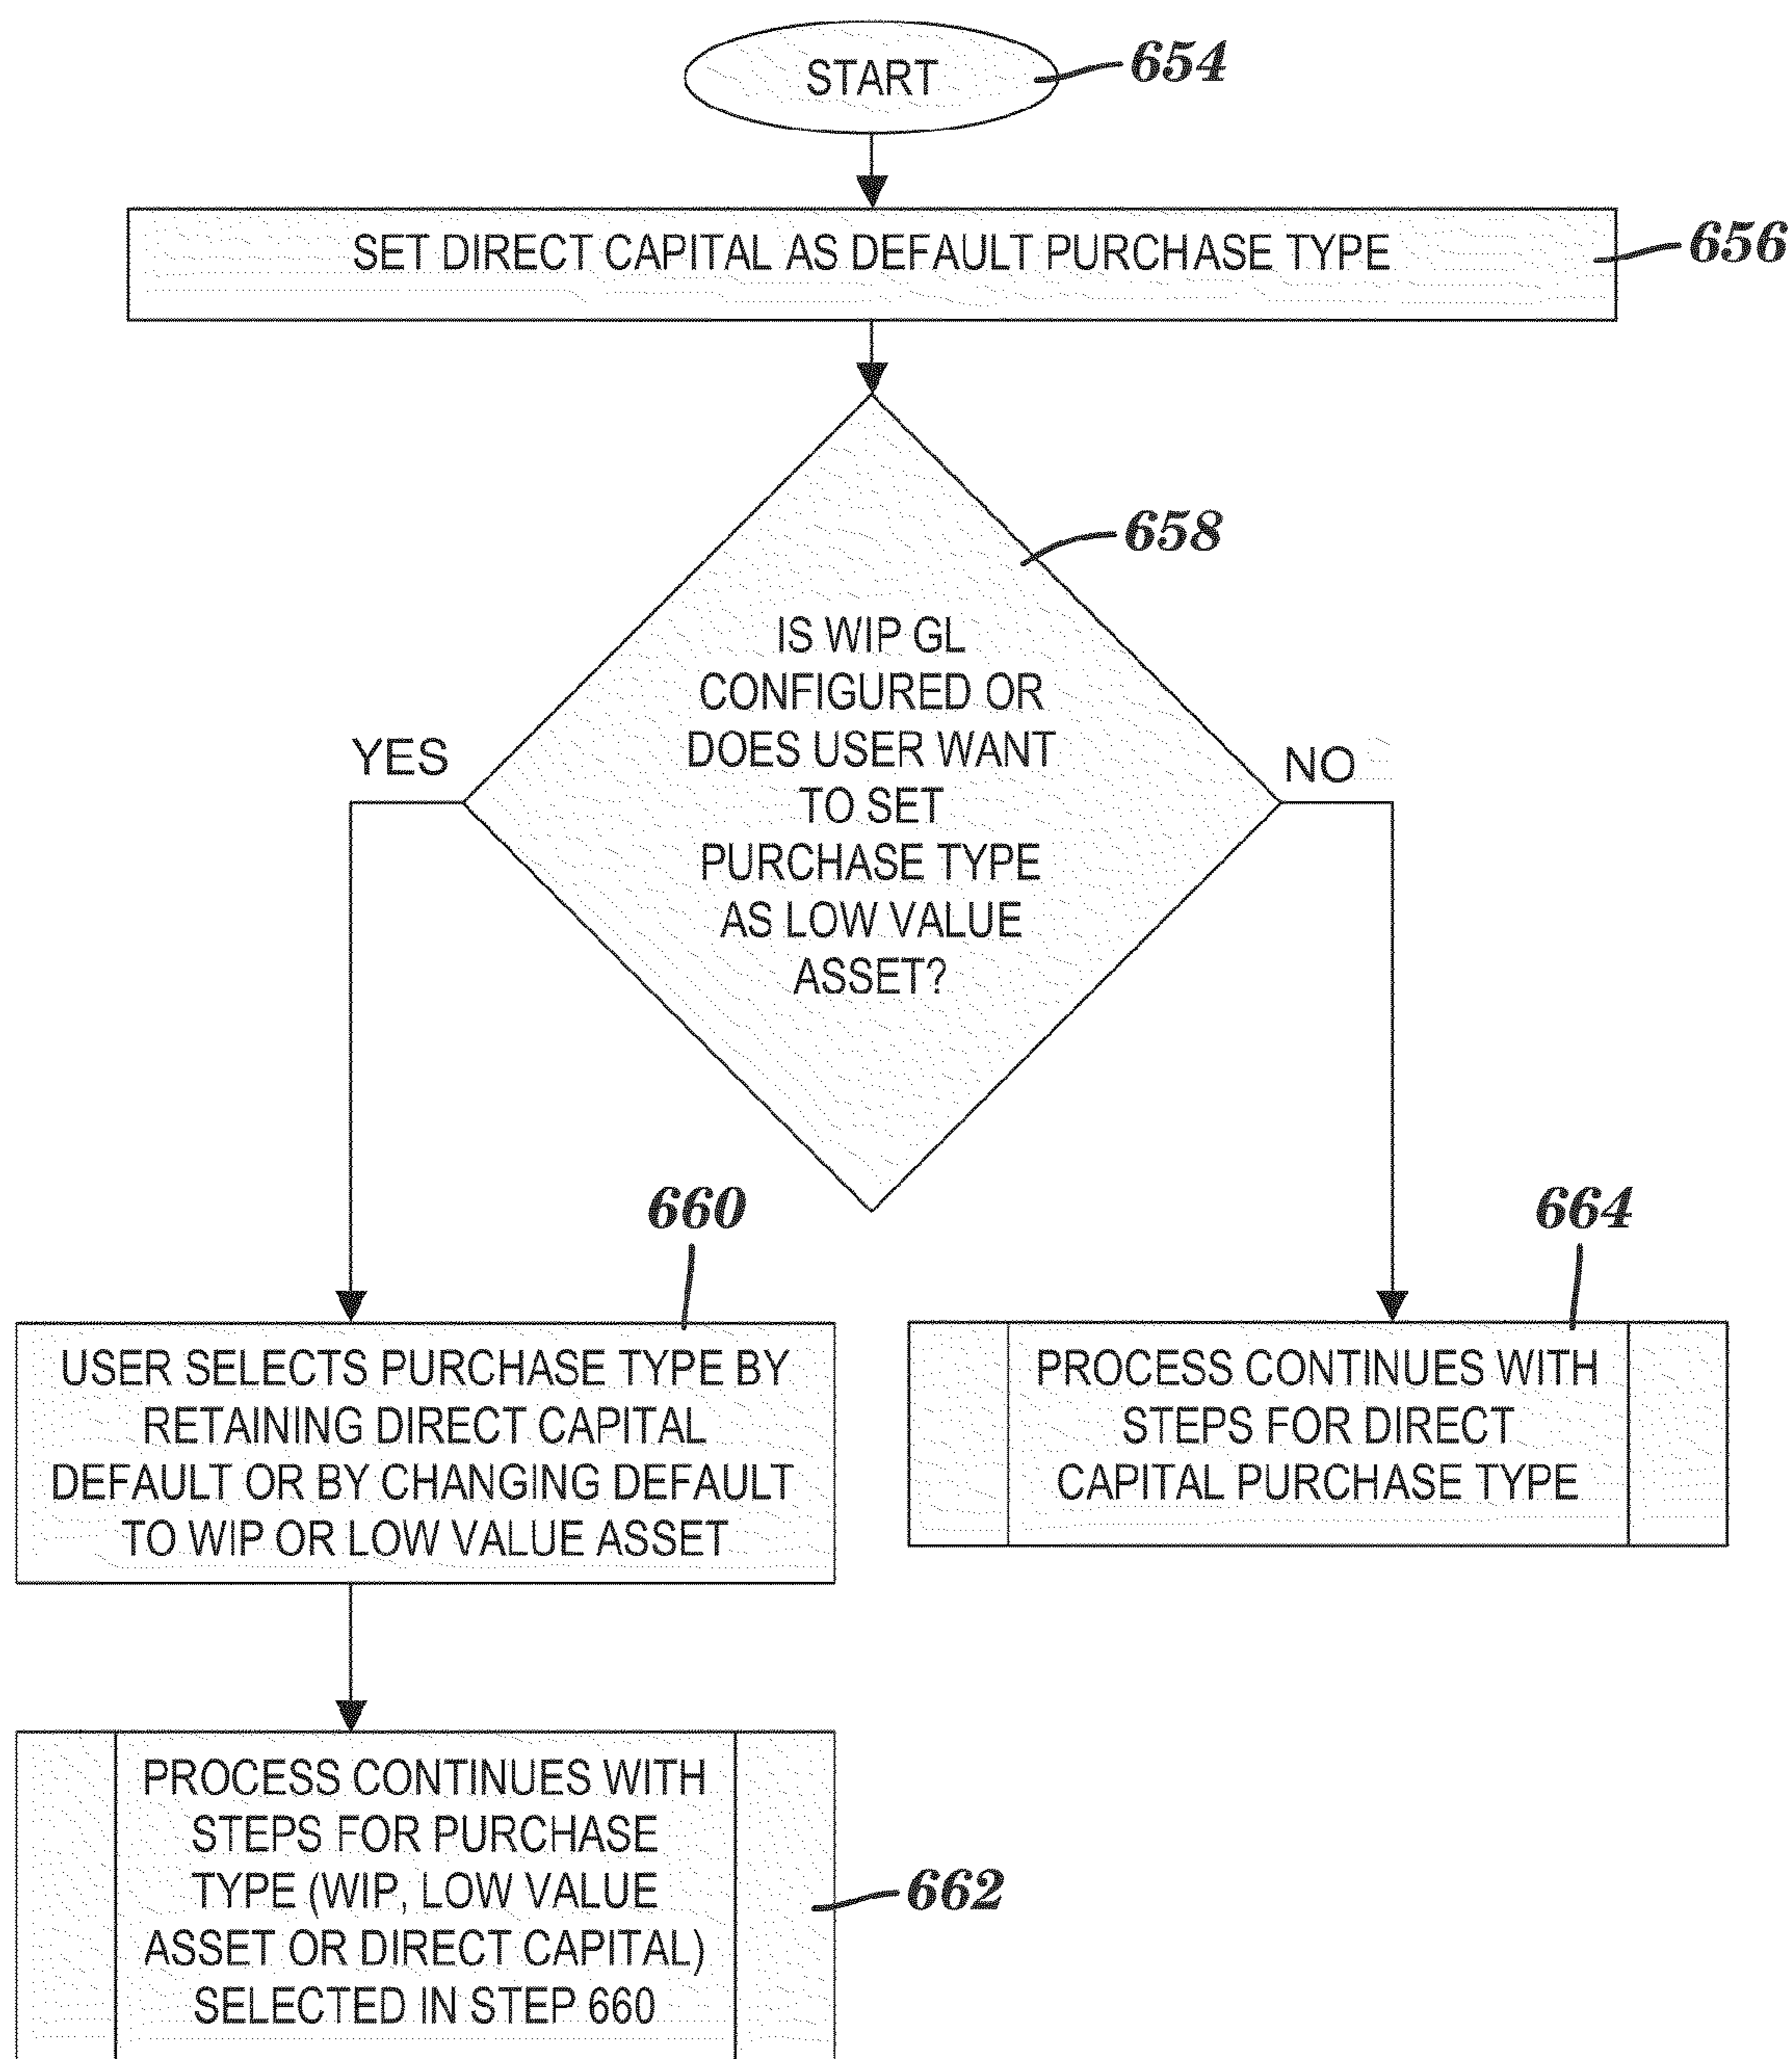 START
654
SET DIRECT CAPITAL AS DEFAULT PURCHASE TYPE
656
658
IS WIP GL
CONFIGURED OR
DOES USER WANT
TO SET
PURCHASE TYPE
AS LOW VALUE
ASSET?
YES
NO
660
664
USER SELECTS PURCHASE TYPE BY
RETAINING DIRECT CAPITAL
DEFAULT OR BY CHANGING DEFAULT
TO WIP OR LOW VALUE ASSET
PROCESS CONTINUES WITH
STEPS FOR DIRECT
CAPITAL PURCHASE TYPE
PROCESS CONTINUES WITH
STEPS FOR PURCHASE
TYPE (WIP, LOW VALUE
ASSET OR DIRECT CAPITAL)
SELECTED IN STEP 660
662